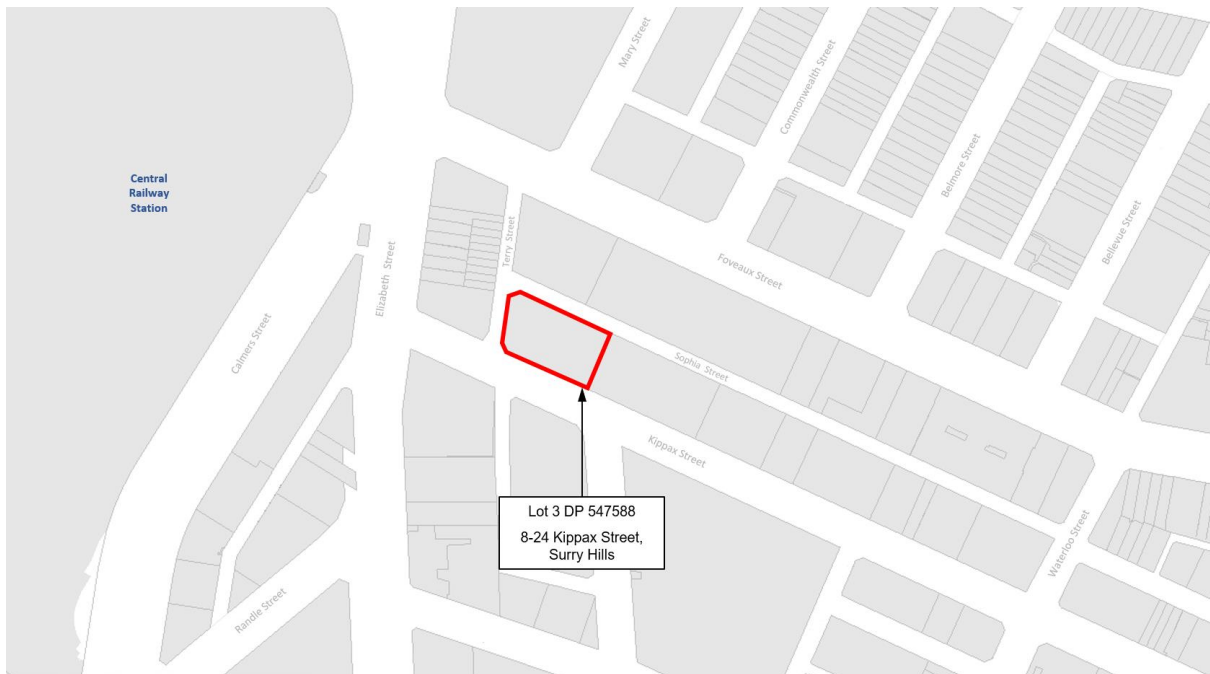 Mary Street
Commonwealth Street
Belmore Street
Bellevue Street
Central
Railway
Station
Terry Street
Elizabeth Street
Foveaux Street
Calmers Street
Sophia Street
Kippax Street
Lot 3 DP 547588
8-24 Kippax Street,
Surry Hills
Waterloo Street
Randle Street